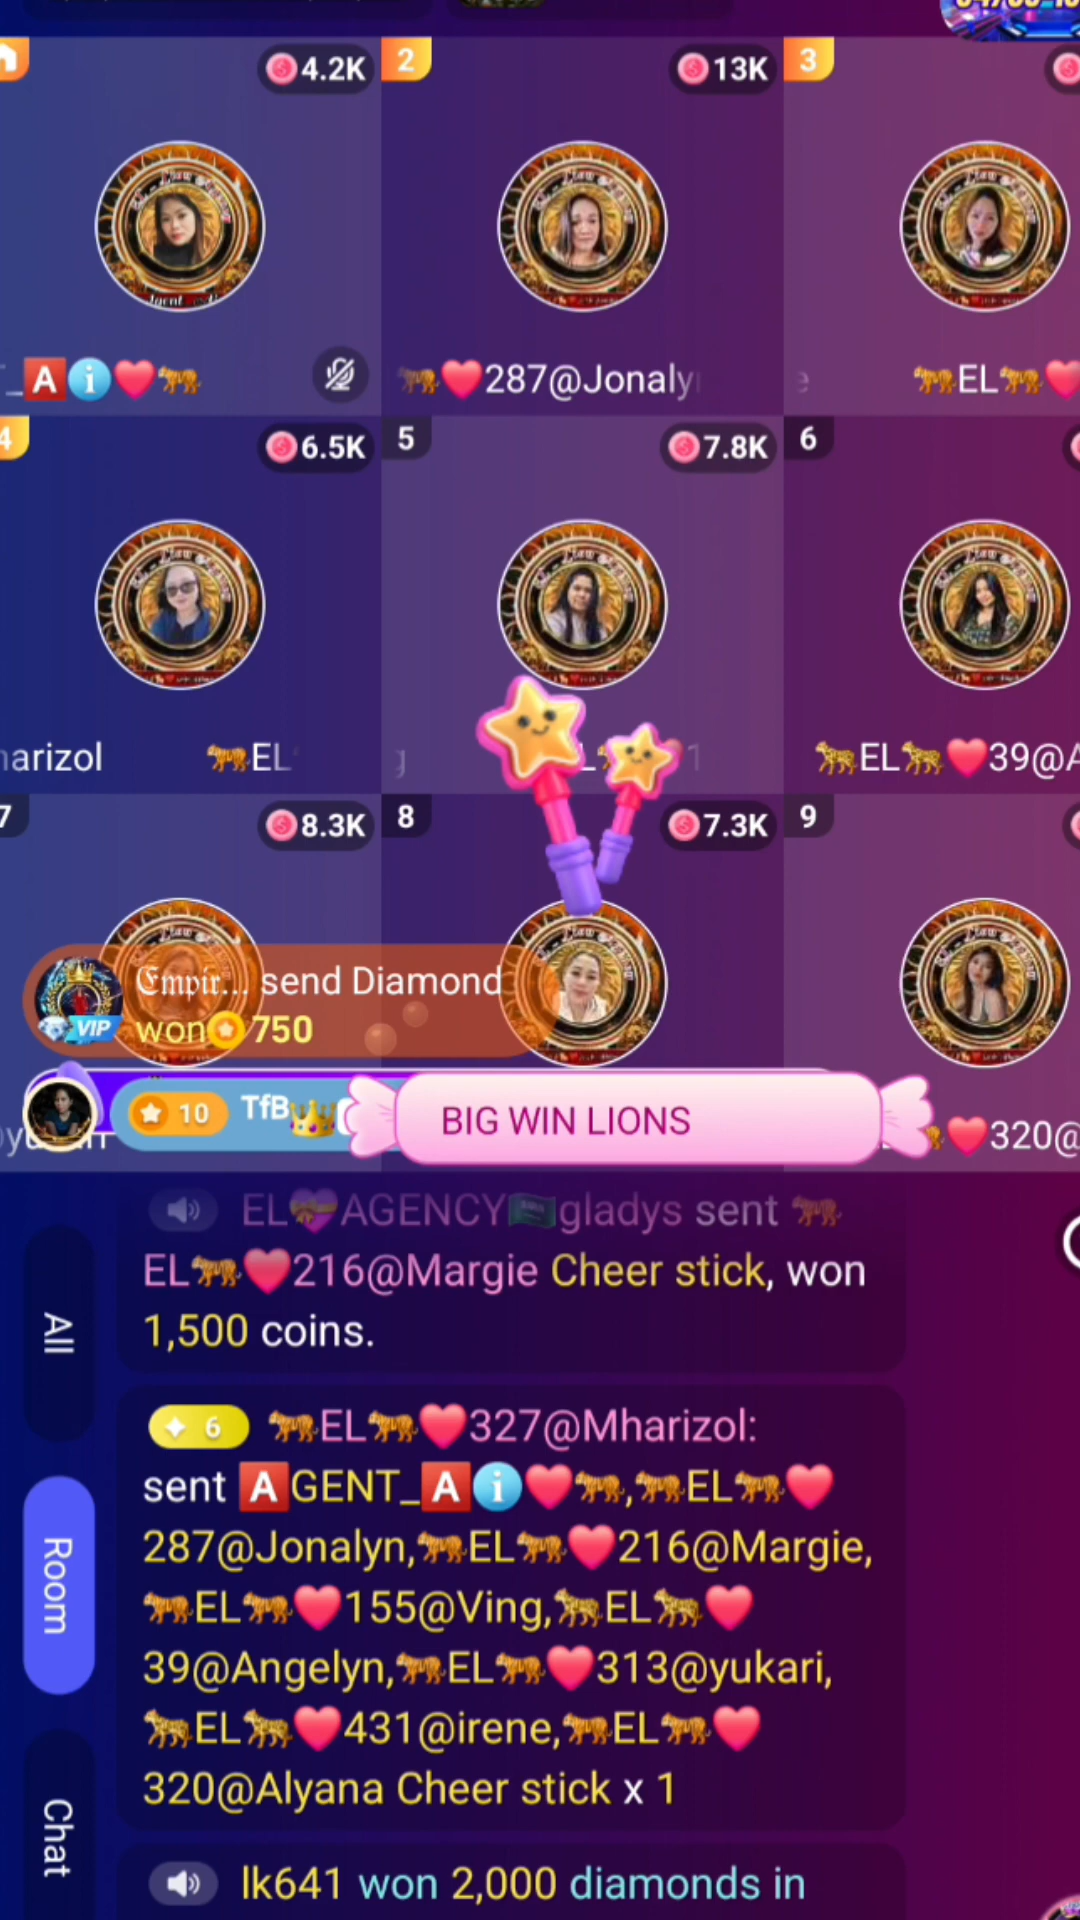 4.2K
2
13K
3
_🅰️ℹ️❤️🐅
🐅❤️287@Jonaly
🐅EL🐅❤️
4
6.5K
5
7.8K
6
arizol 🐅EL
🐆EL🐆❤️39@A
7
8.3K
8
7.3K
9
𝕰𝖒𝖕𝖎𝖗... send Diamond
VIP
won 750
10 TfB👑
BIG WIN LIONS
❤️320@
EL💝AGENCY🇸🇦gladys sent 🐅
EL🐅❤️216@Margie Cheer stick, won
1,500 coins.
All
6 🐅EL🐅❤️327@Mharizol:
sent 🅰️GENT_🅰️ℹ️❤️🐅,🐅EL🐅❤️
287@Jonalyn,🐅EL🐅❤️216@Margie,
🐅EL🐅❤️155@Ving,🐆EL🐆❤️
39@Angelyn,🐅EL🐅❤️313@yukari,
🐆EL🐆❤️431@irene,🐅EL🐅❤️
320@Alyana Cheer stick x 1
Room
Chat
lk641 won 2,000 diamonds in